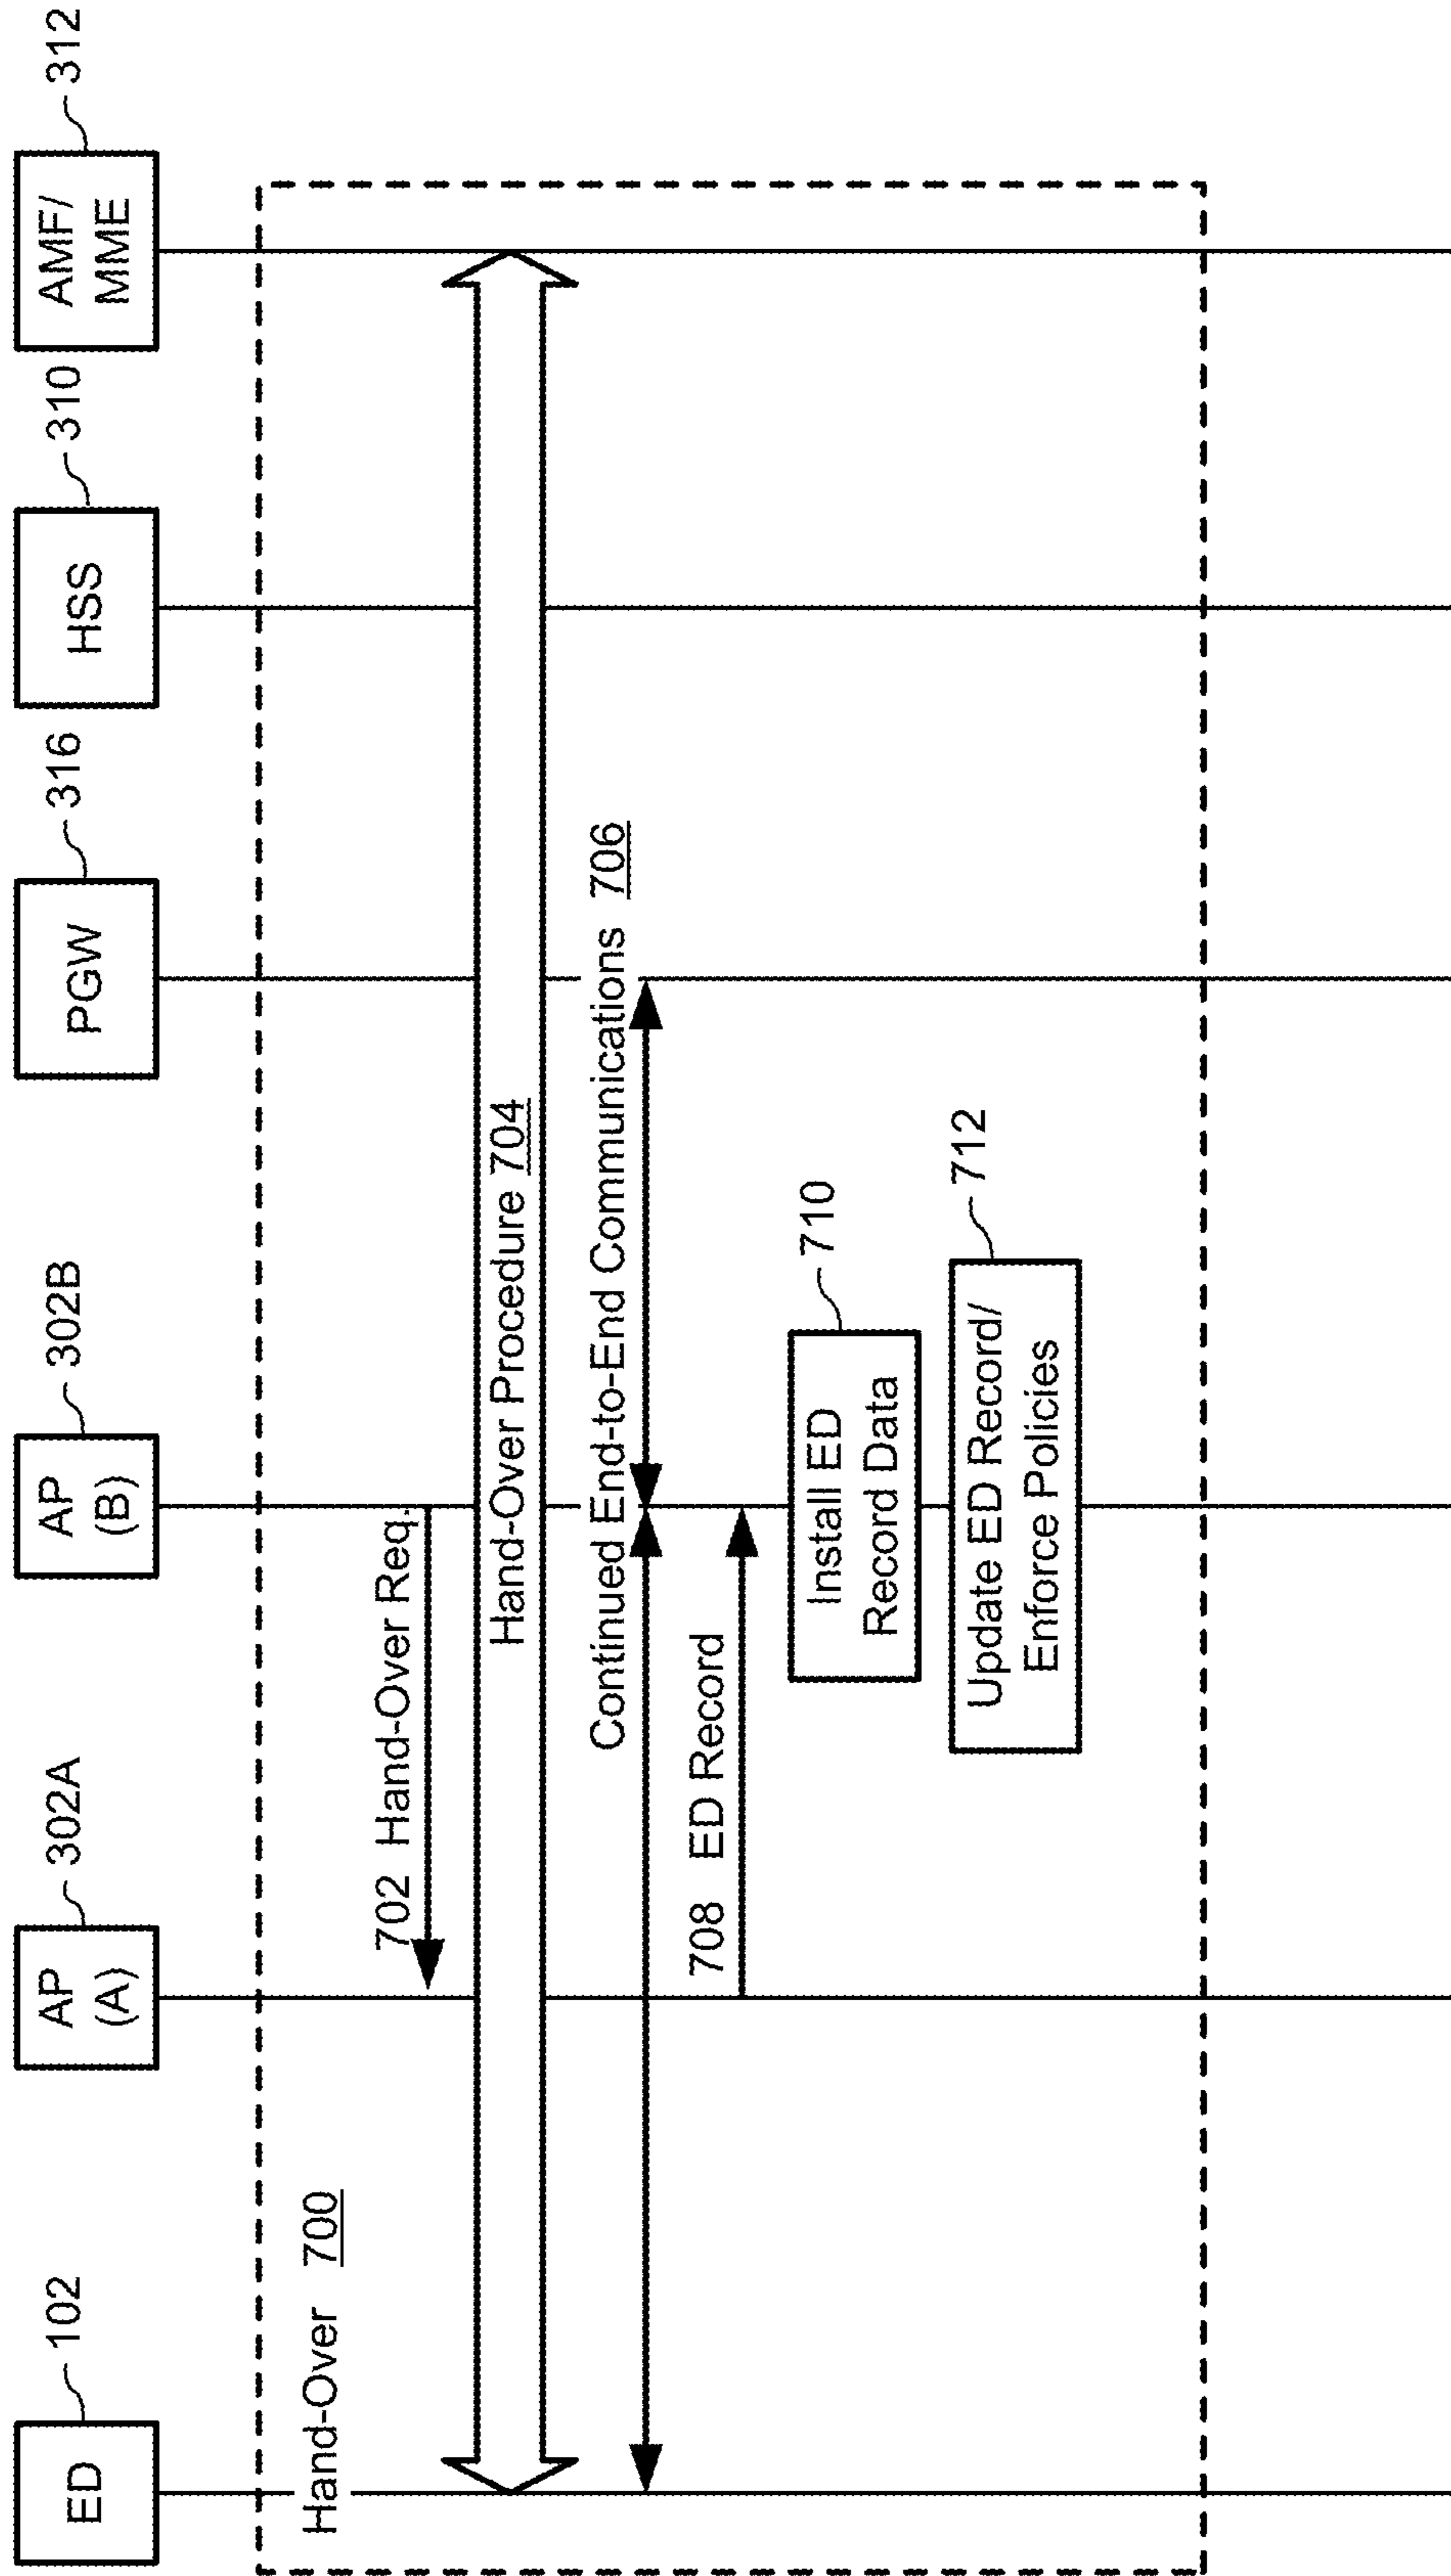 ED
102
AP
(A)
302A
AP
(B)
302B
PGW
316
HSS
310
AMF/
MME
312
Hand-Over 700
702 Hand-Over Req.
Hand-Over Procedure 704
Continued End-to-End Communications 706
708 ED Record
Install ED
Record Data
710
Update ED Record/
Enforce Policies
712